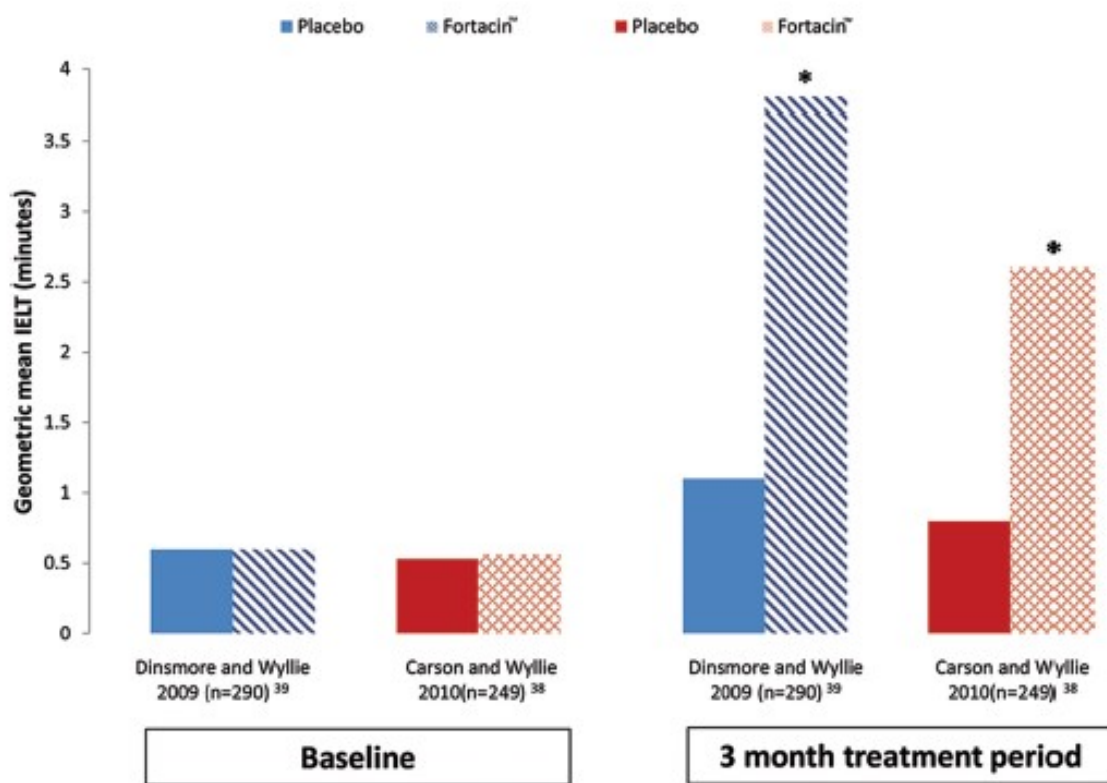 Placebo Fortacin™ Placebo Fortacin™
Geometric mean IELT (minutes)
4
3.5
3
2.5
2
1.5
1
0.5
0
*
*
Dinsmore and Wyllie
2009 (n=290) 39
Carson and Wyllie
2010(n=249) 38
Dinsmore and Wyllie
2009 (n=290) 39
Carson and Wyllie
2010(n=249) 38
Baseline
3 month treatment period